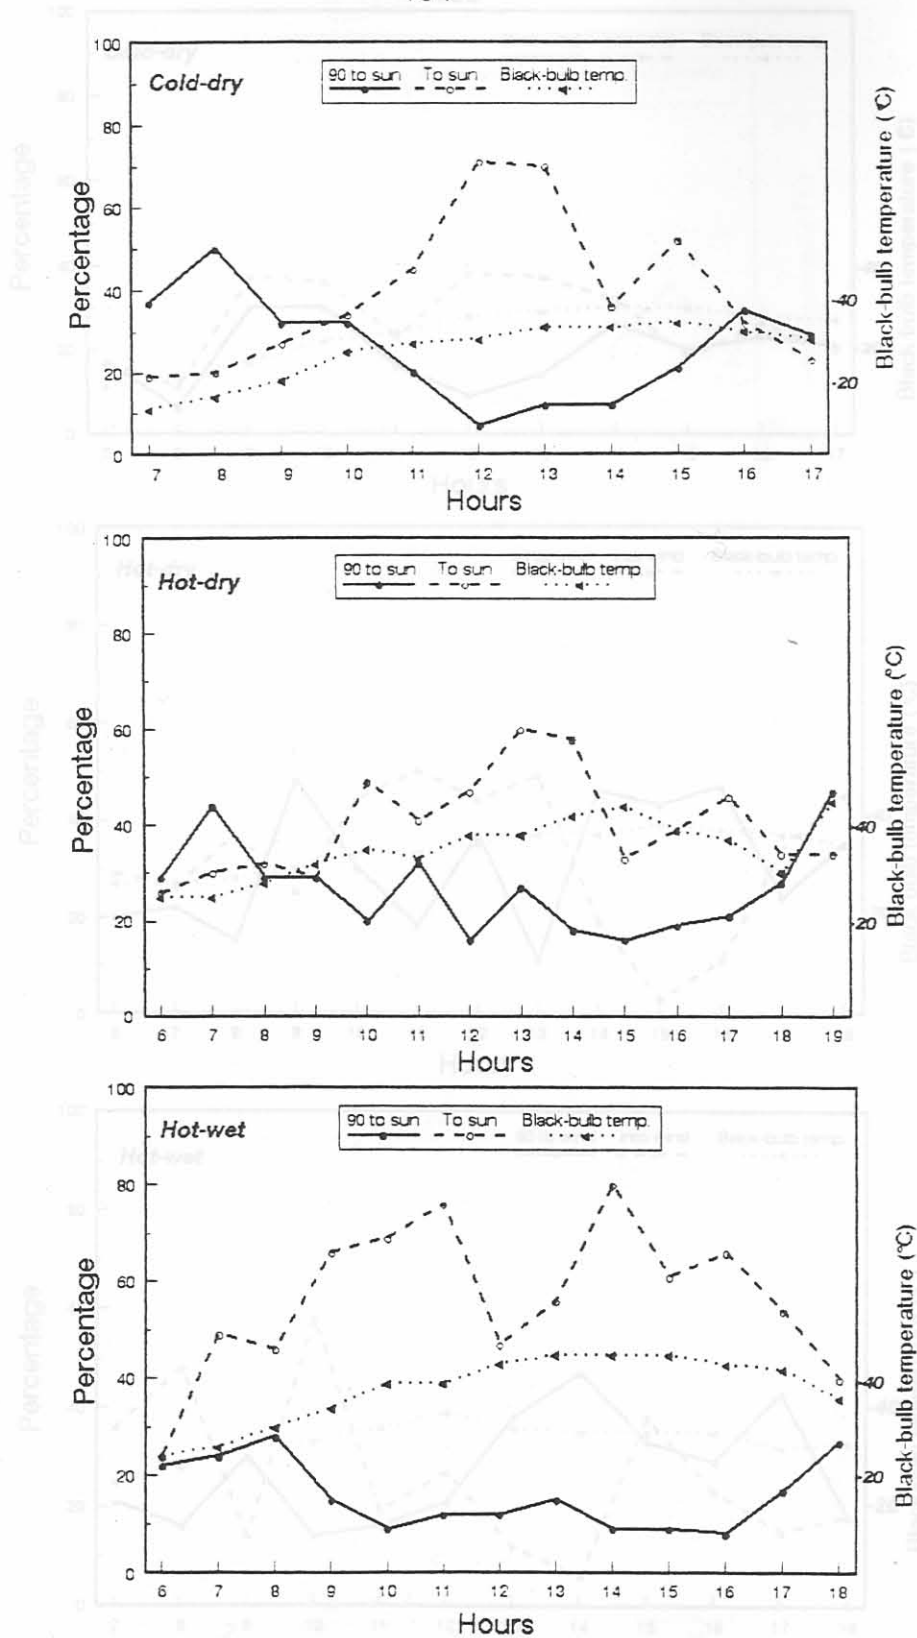 Cold-dry
90 to sun To sun Black-bulb temp.
100
80
60
40
20
0
Percentage
40
20
Black-bulb temperature (°C)
7 8 9 10 11 12 13 14 15 16 17
Hours
Hot-dry
90 to sun To sun Black-bulb temp.
100
80
60
40
20
0
Percentage
40
20
Black-bulb temperature (°C)
6 7 8 9 10 11 12 13 14 15 16 17 18 19
Hours
Hot-wet
90 to sun To sun Black-bulb temp.
100
80
60
40
20
0
Percentage
40
20
Black-bulb temperature (°C)
6 7 8 9 10 11 12 13 14 15 16 17 18
Hours